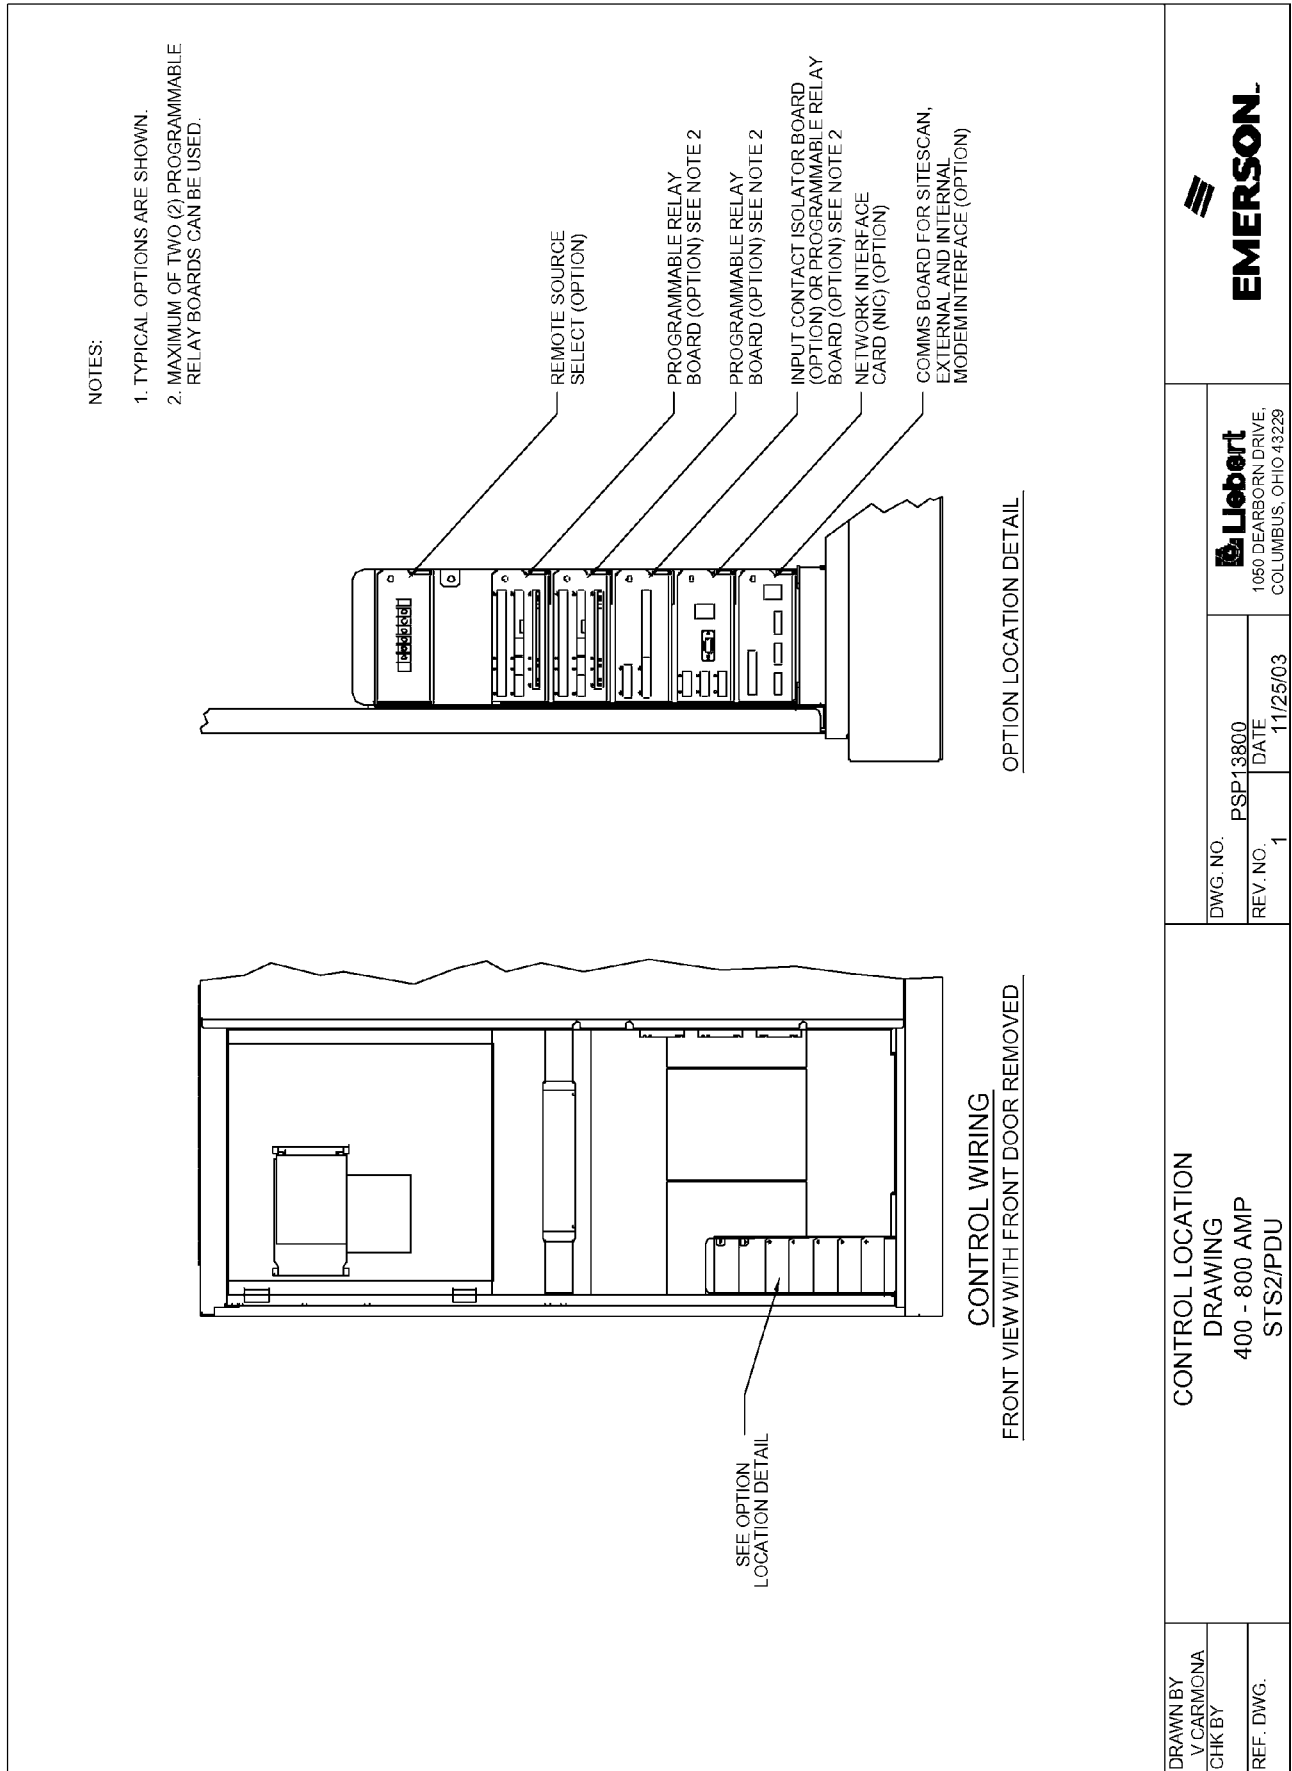 NOTES:
1. TYPICAL OPTIONS ARE SHOWN.
2. MAXIMUM OF TWO (2) PROGRAMMABLE
RELAY BOARDS CAN BE USED.
REMOTE SOURCE
SELECT (OPTION)
PROGRAMMABLE RELAY
BOARD (OPTION) SEE NOTE 2
PROGRAMMABLE RELAY
BOARD (OPTION) SEE NOTE 2
INPUT CONTACT ISOLATOR BOARD
(OPTION) OR PROGRAMMABLE RELAY
BOARD (OPTION) SEE NOTE 2
NETWORK INTERFACE
CARD (NIC) (OPTION)
COMMS BOARD FOR SITESCAN,
EXTERNAL AND INTERNAL
MODEM INTERFACE (OPTION)
OPTION LOCATION DETAIL
SEE OPTION
LOCATION DETAIL
CONTROL WIRING
FRONT VIEW WITH FRONT DOOR REMOVED
DRAWN BY
V CARMONA
CHK BY
REF. DWG.
CONTROL LOCATION
DRAWING
400 - 800 AMP
STS2/PDU
DWG. NO.
PSP13800
REV. NO.
1
DATE
11/25/03
Liebert
1050 DEARBORN DRIVE,
COLUMBUS, OHIO 43229
EMERSON.